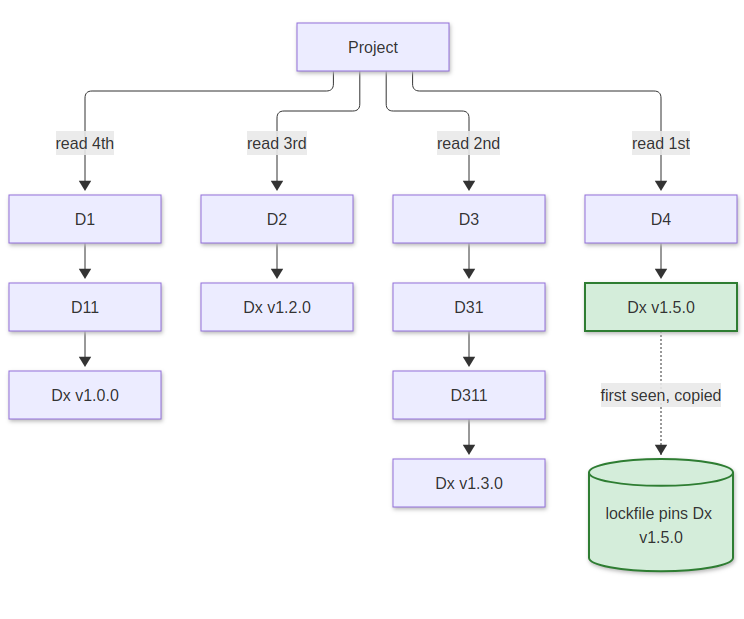 Project
read 4th
read 3rd
read 2nd
read 1st
D1
D2
D3
D4
D11
Dx v1.2.0
D31
Dx v1.5.0
Dx v1.0.0
D311
first seen, copied
Dx v1.3.0
lockfile pins Dx
v1.5.0